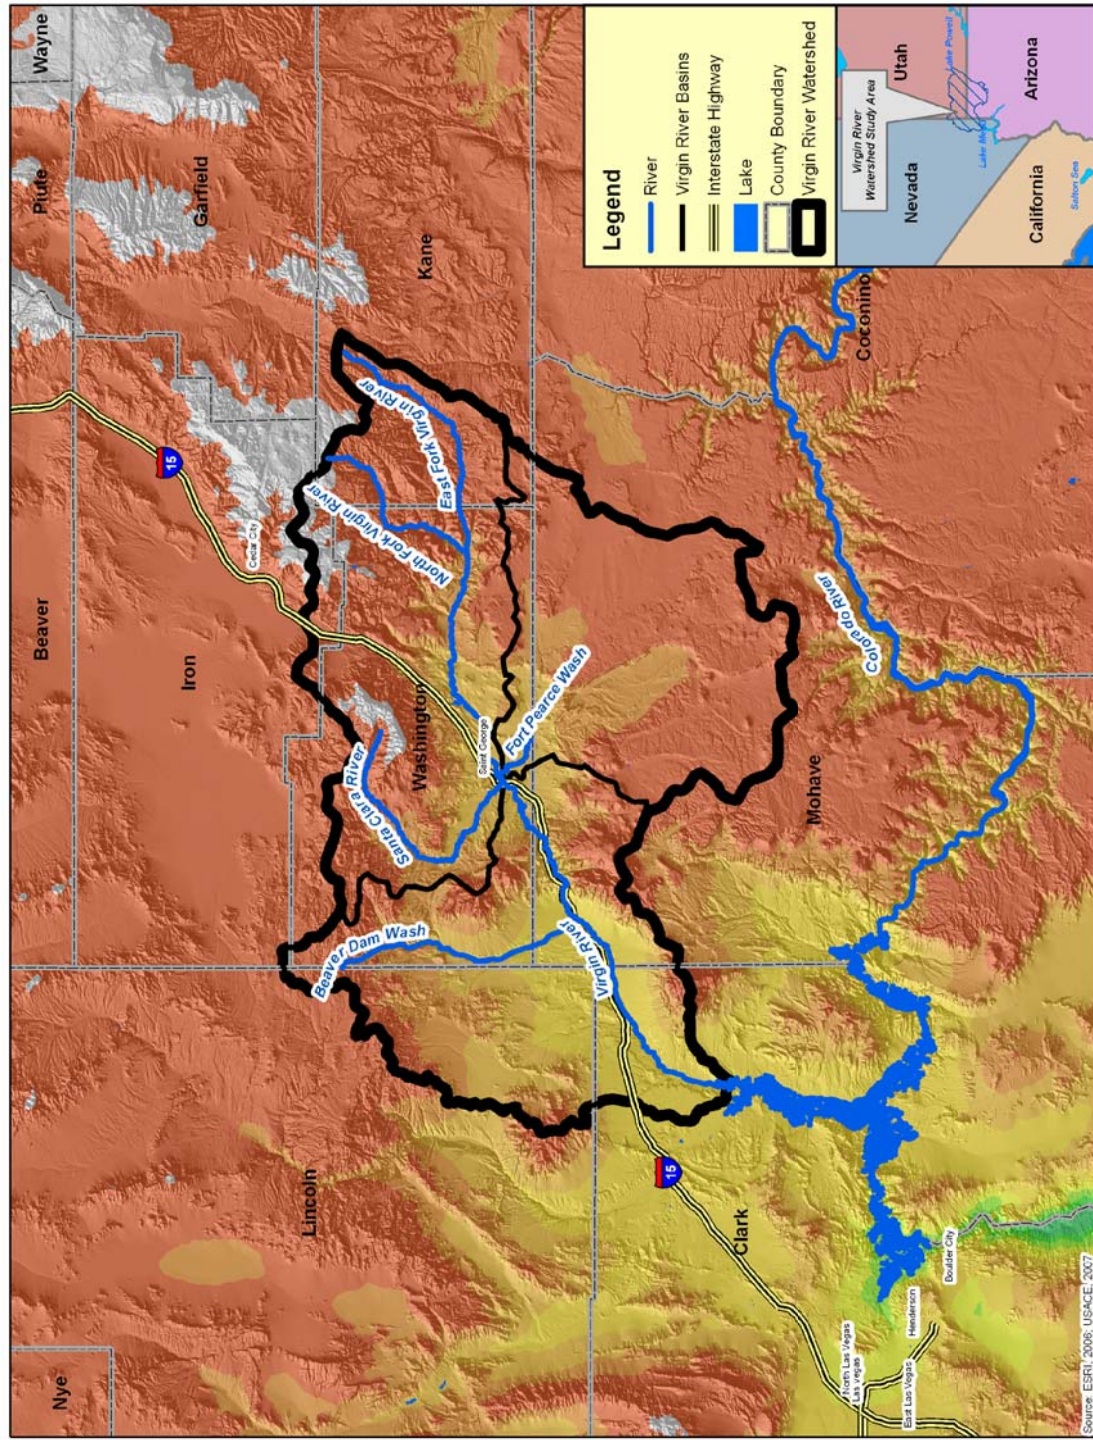 Nye
Beaver
Piute
Wayne
Iron
Garfield
Lincoln
Washington
Kane
Clark
Mohave
Coconino
15
15
Cedar City
Saint George
North Las Vegas
Las vegas
East Las Vegas
Henderson
Boulder City
Beaver Dam Wash
Santa Clara River
North Fork Virgin River
East Fork Virgin River
Fort Pearce Wash
Virgin River
Colorado River
Legend
River
Virgin River Basins
Interstate Highway
Lake
County Boundary
Virgin River Watershed
Virgin River
Watershed Study Area
Nevada
Utah
Lake Powell
Lake Mead
California
Arizona
Salton Sea
Source: ESRI, 2006; USACE, 2007